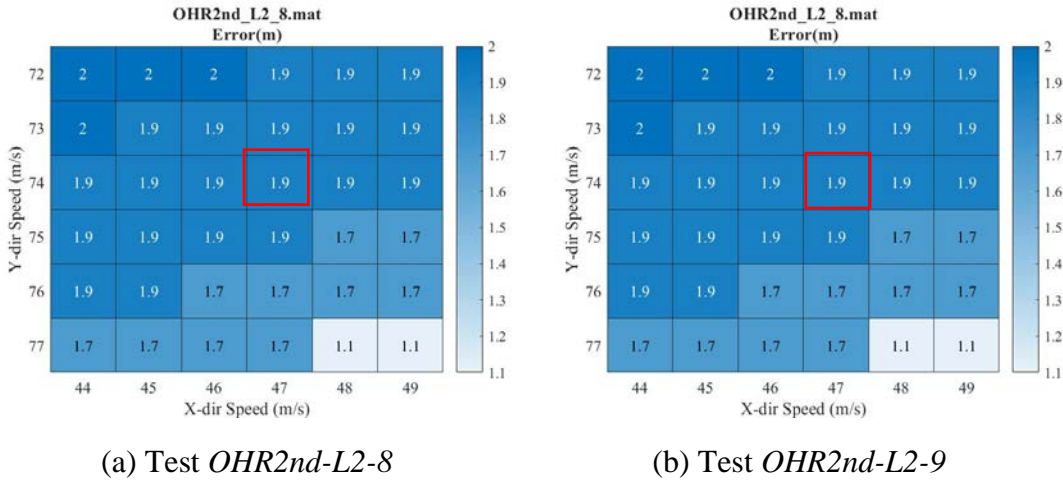 OHR2nd_L2_8.mat
Error(m)
Y-dir Speed (m/s)
72 2 2 2 1.9 1.9 1.9
73 2 1.9 1.9 1.9 1.9 1.9
74 1.9 1.9 1.9 1.9 1.9 1.9
75 1.9 1.9 1.9 1.9 1.7 1.7
76 1.9 1.9 1.7 1.7 1.7 1.7
77 1.7 1.7 1.7 1.7 1.1 1.1
44 45 46 47 48 49
X-dir Speed (m/s)
2
1.9
1.8
1.7
1.6
1.5
1.4
1.3
1.2
1.1
(a) Test OHR2nd-L2-8
OHR2nd_L2_8.mat
Error(m)
Y-dir Speed (m/s)
72 2 2 2 1.9 1.9 1.9
73 2 1.9 1.9 1.9 1.9 1.9
74 1.9 1.9 1.9 1.9 1.9 1.9
75 1.9 1.9 1.9 1.9 1.7 1.7
76 1.9 1.9 1.7 1.7 1.7 1.7
77 1.7 1.7 1.7 1.7 1.1 1.1
44 45 46 47 48 49
X-dir Speed (m/s)
2
1.9
1.8
1.7
1.6
1.5
1.4
1.3
1.2
1.1
(b) Test OHR2nd-L2-9